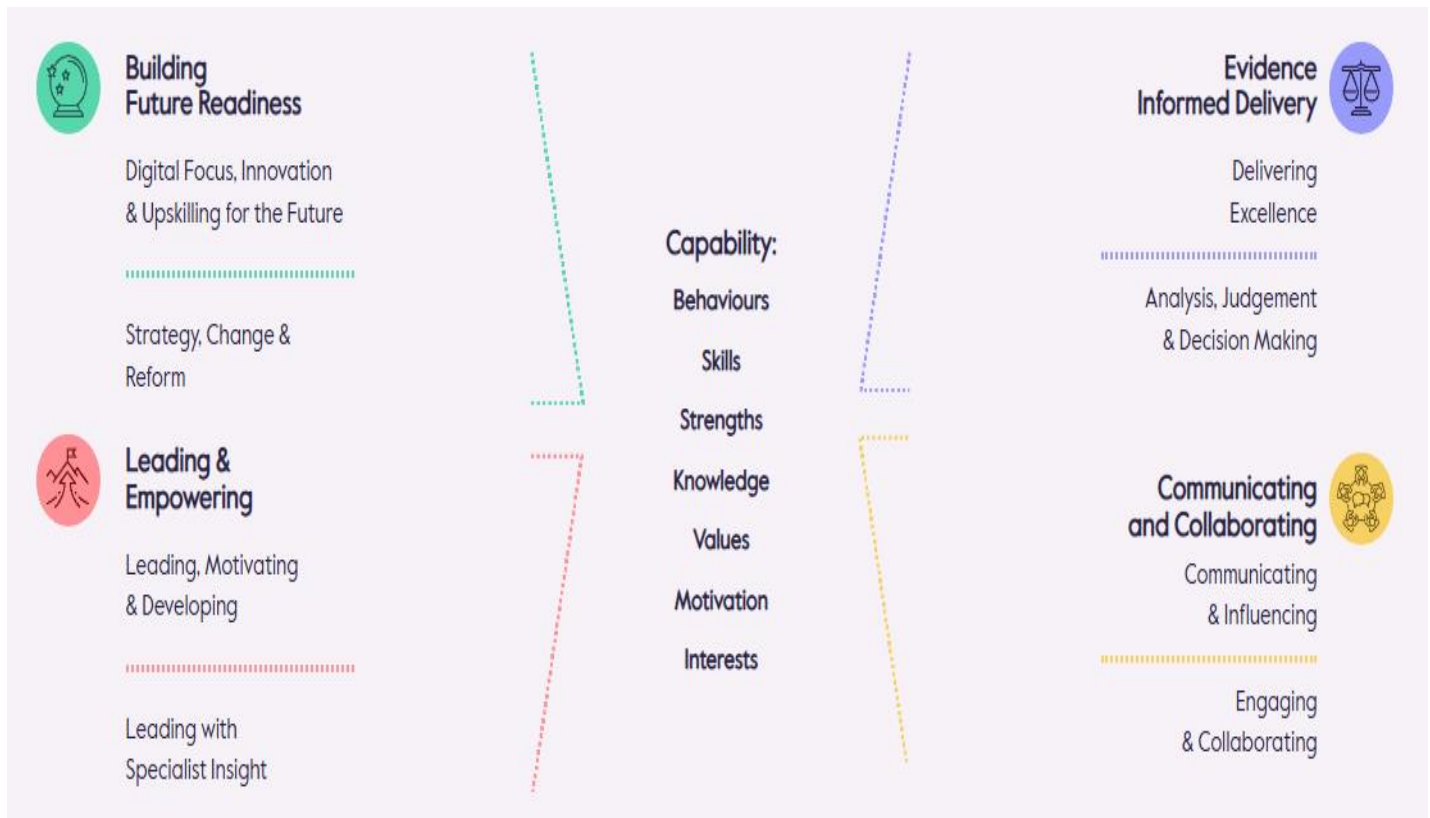 Building
Future Readiness
Digital Focus, Innovation
& Upskilling for the Future
Strategy, Change &
Reform
Leading &
Empowering
Leading, Motivating
& Developing
Leading with
Specialist Insight
Capability:
Behaviours
Skills
Strengths
Knowledge
Values
Motivation
Interests
Evidence
Informed Delivery
Delivering
Excellence
Analysis, Judgement
& Decision Making
Communicating
and Collaborating
Communicating
& Influencing
Engaging
& Collaborating